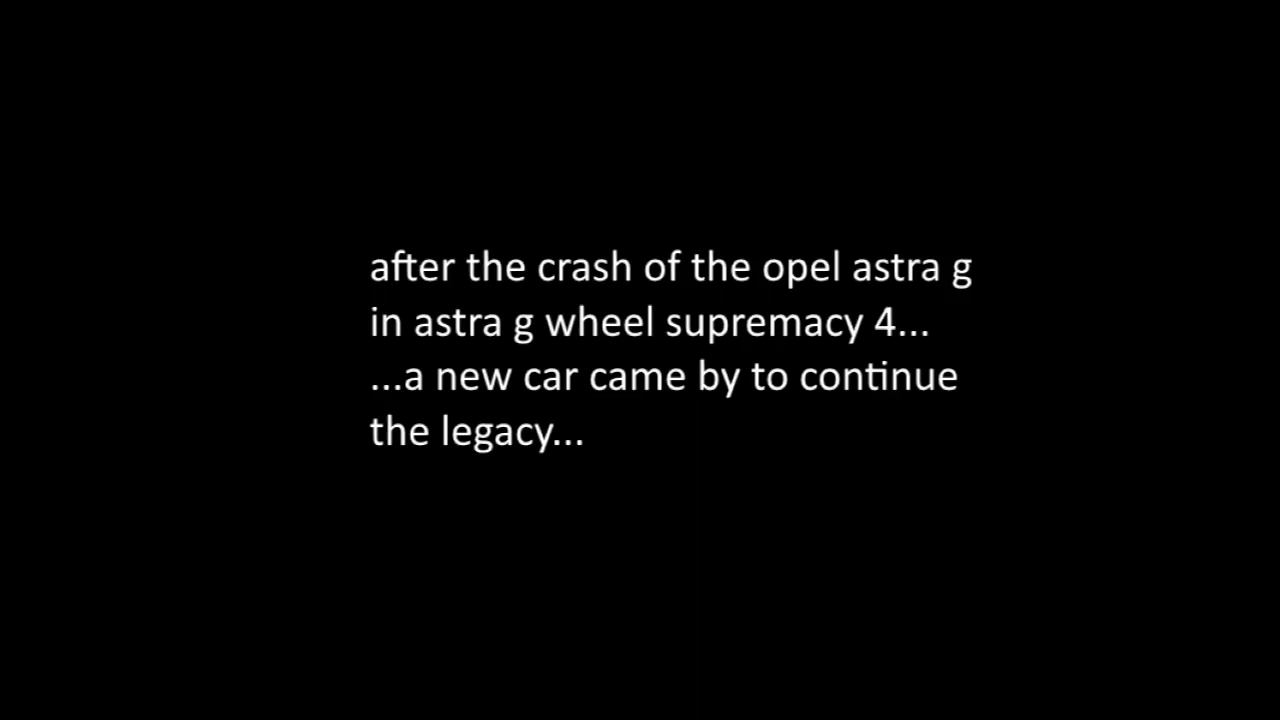 after the crash of the opel astra g
in astra g wheel supremacy 4...
...a new car came by to continue
the legacy...